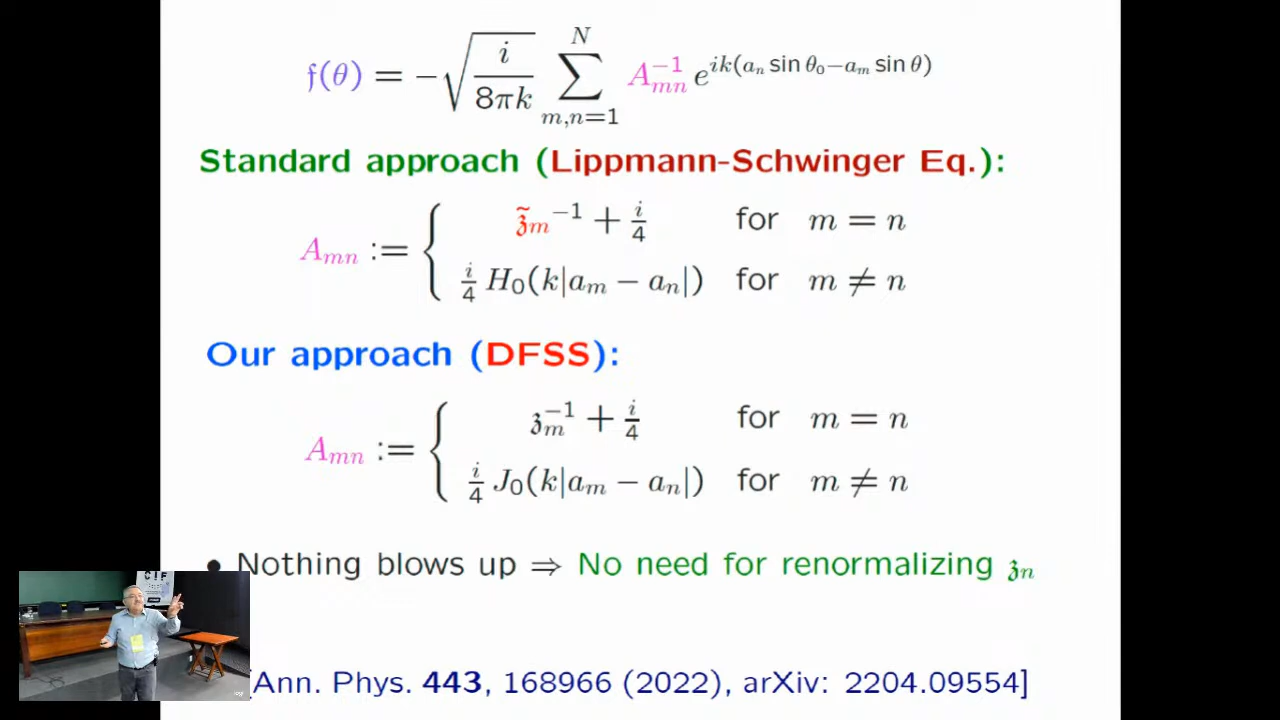 𝔣(θ) = −√(i/8πk) ∑_{m,n=1}^{N} A_{mn}^{−1} e^{ik(a_n sin θ_0 − a_m sin θ)}
Standard approach (Lippmann-Schwinger Eq.):
A_{mn} := { 𝔷̃_m^{−1} + i/4 for m = n
i/4 H_0(k|a_m − a_n|) for m ≠ n
Our approach (DFSS):
A_{mn} := { 𝔷_m^{−1} + i/4 for m = n
i/4 J_0(k|a_m − a_n|) for m ≠ n
• Nothing blows up ⇒ No need for renormalizing 𝔷_n
CIF
[Ann. Phys. 443, 168966 (2022), arXiv: 2204.09554]